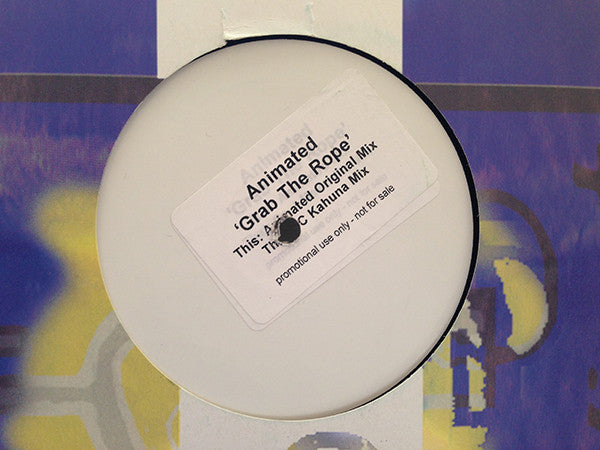 Animated
'Grab The Rope'
This: Animated Original Mix
Kahuna Mix
promotional use only - not for sale